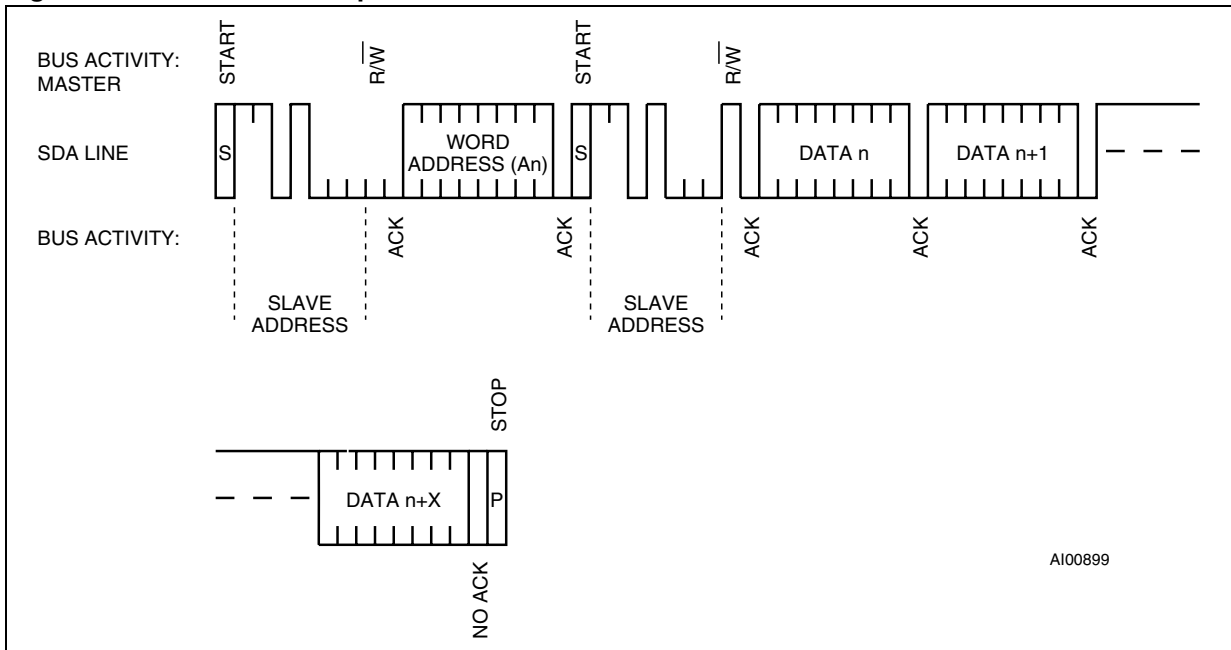 START
R/W
START
R/W
BUS ACTIVITY:
MASTER
SDA LINE
S
WORD
ADDRESS (An)
S
DATA n
DATA n+1
BUS ACTIVITY:
ACK
ACK
ACK
ACK
ACK
SLAVE
ADDRESS
SLAVE
ADDRESS
STOP
DATA n+X
P
NO ACK
AI00899